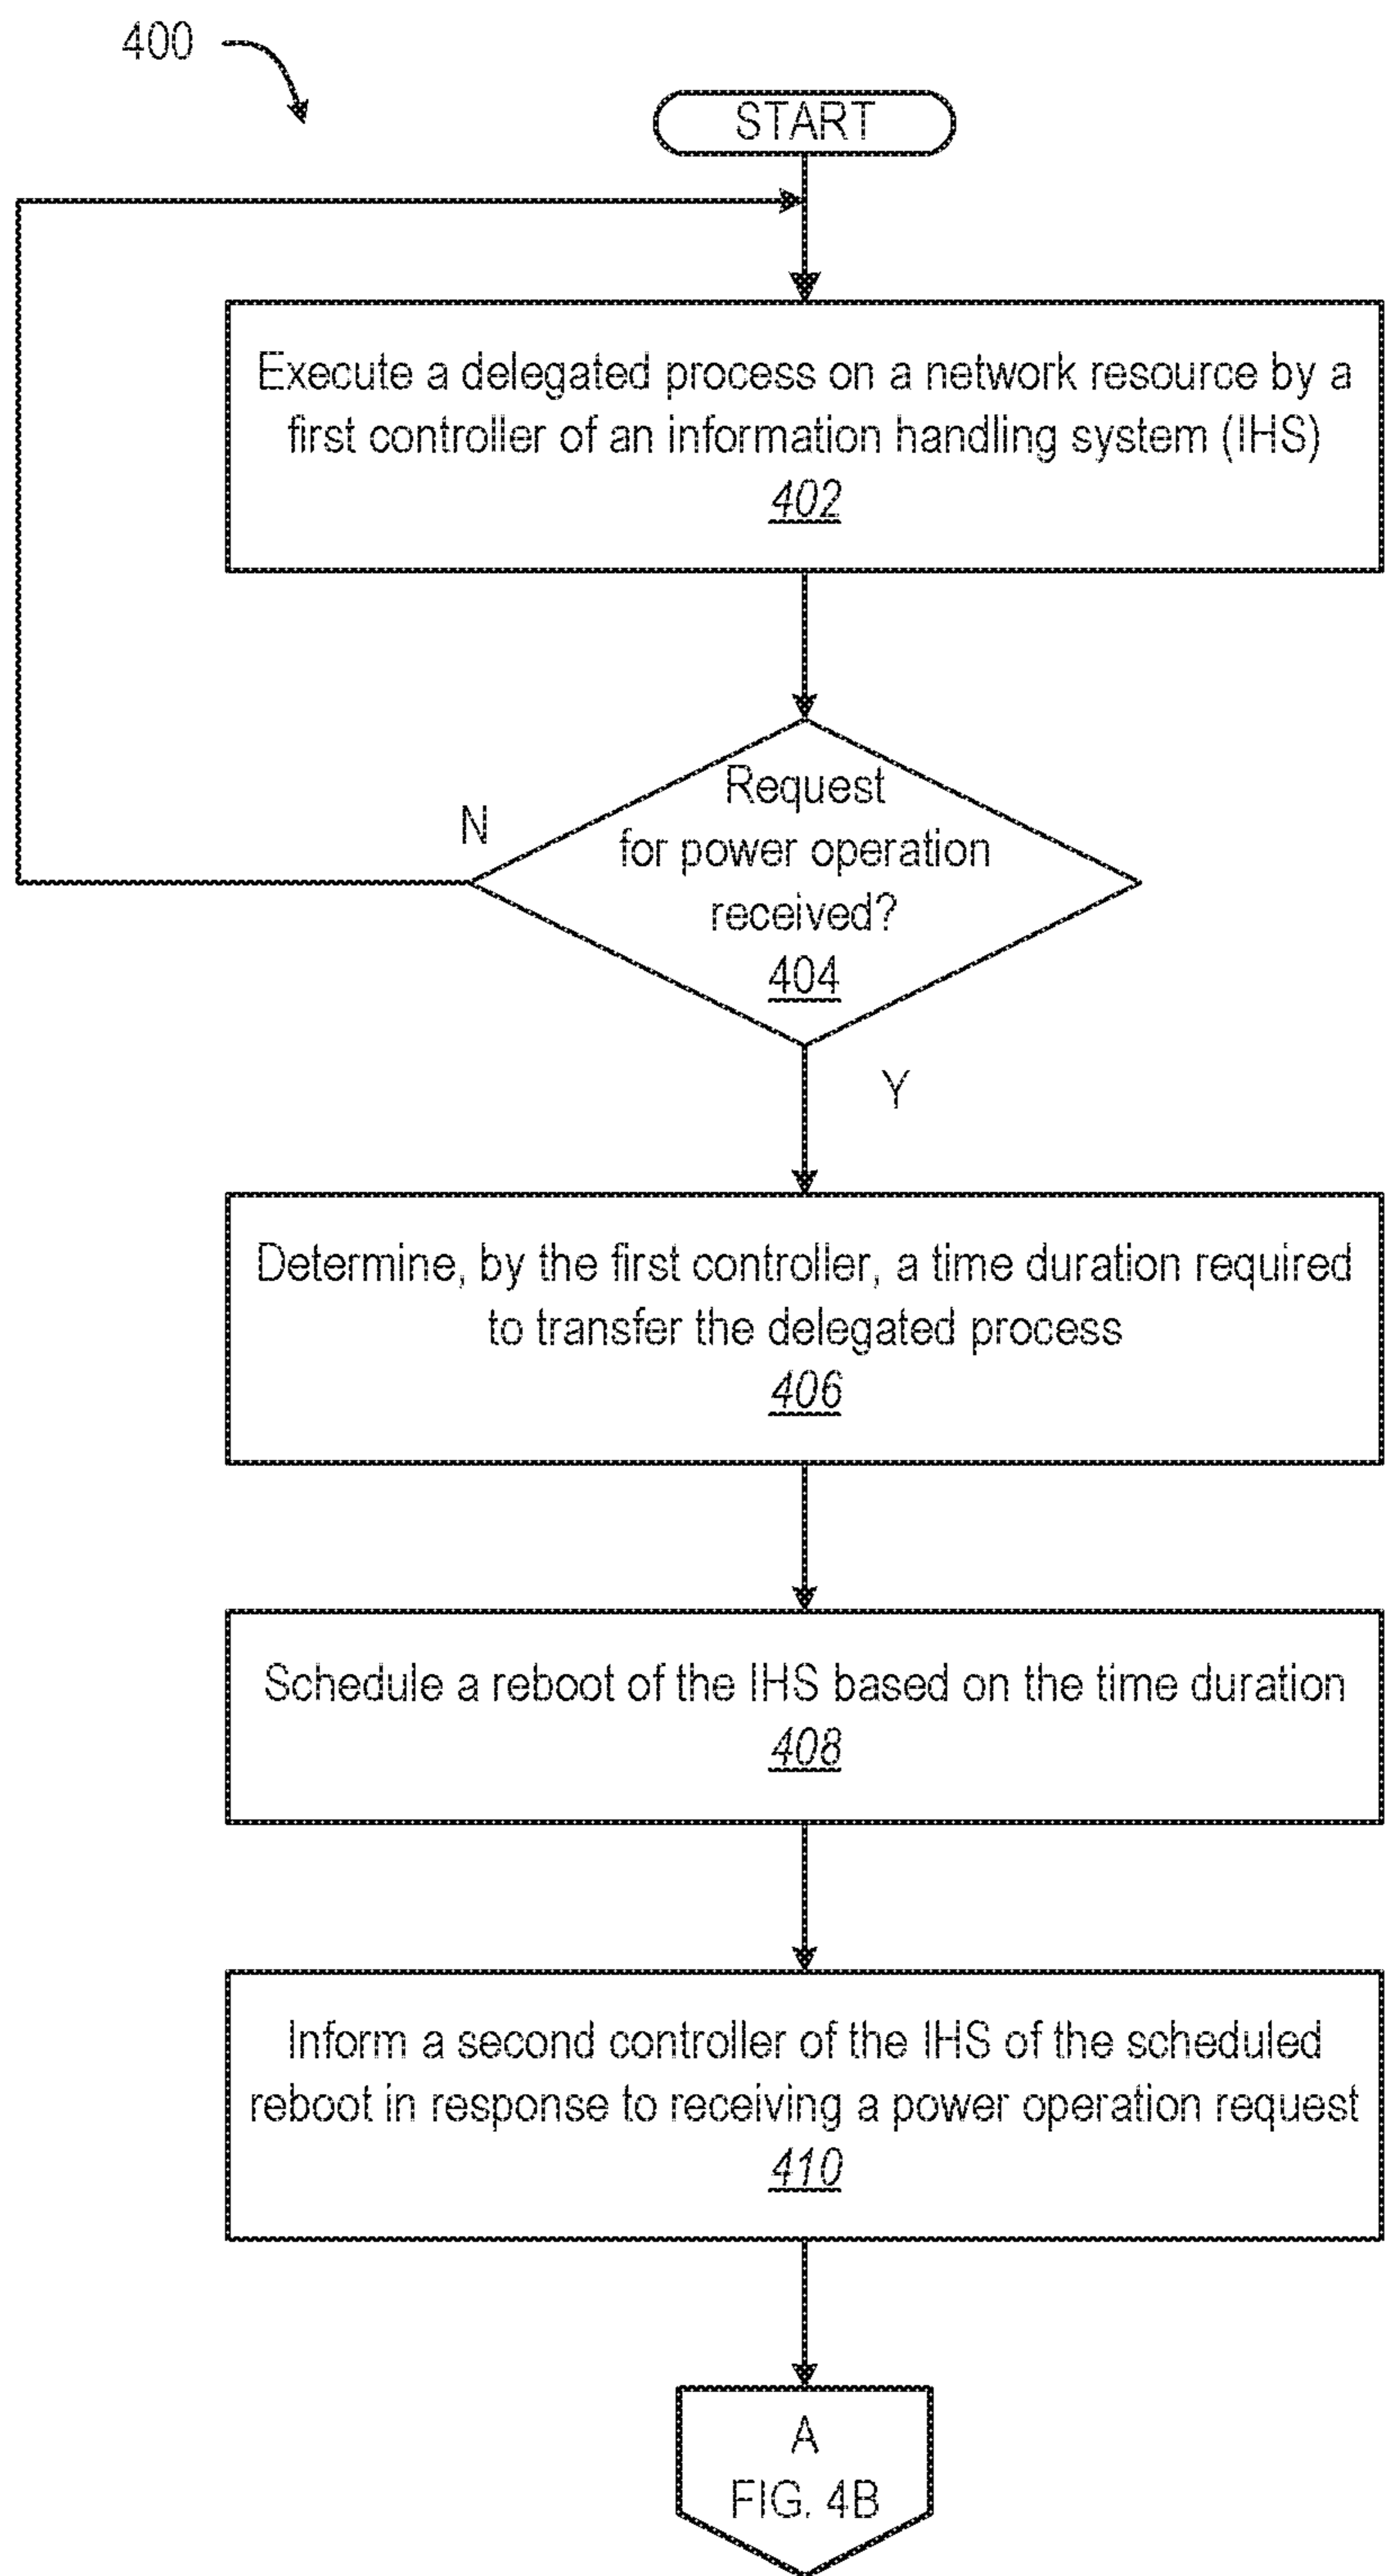 400
START
Execute a delegated process on a network resource by a
first controller of an information handling system (IHS)
402
Request
for power operation
received?
404
N
Y
Determine, by the first controller, a time duration required
to transfer the delegated process
406
Schedule a reboot of the IHS based on the time duration
408
Inform a second controller of the IHS of the scheduled
reboot in response to receiving a power operation request
410
A
FIG. 4B